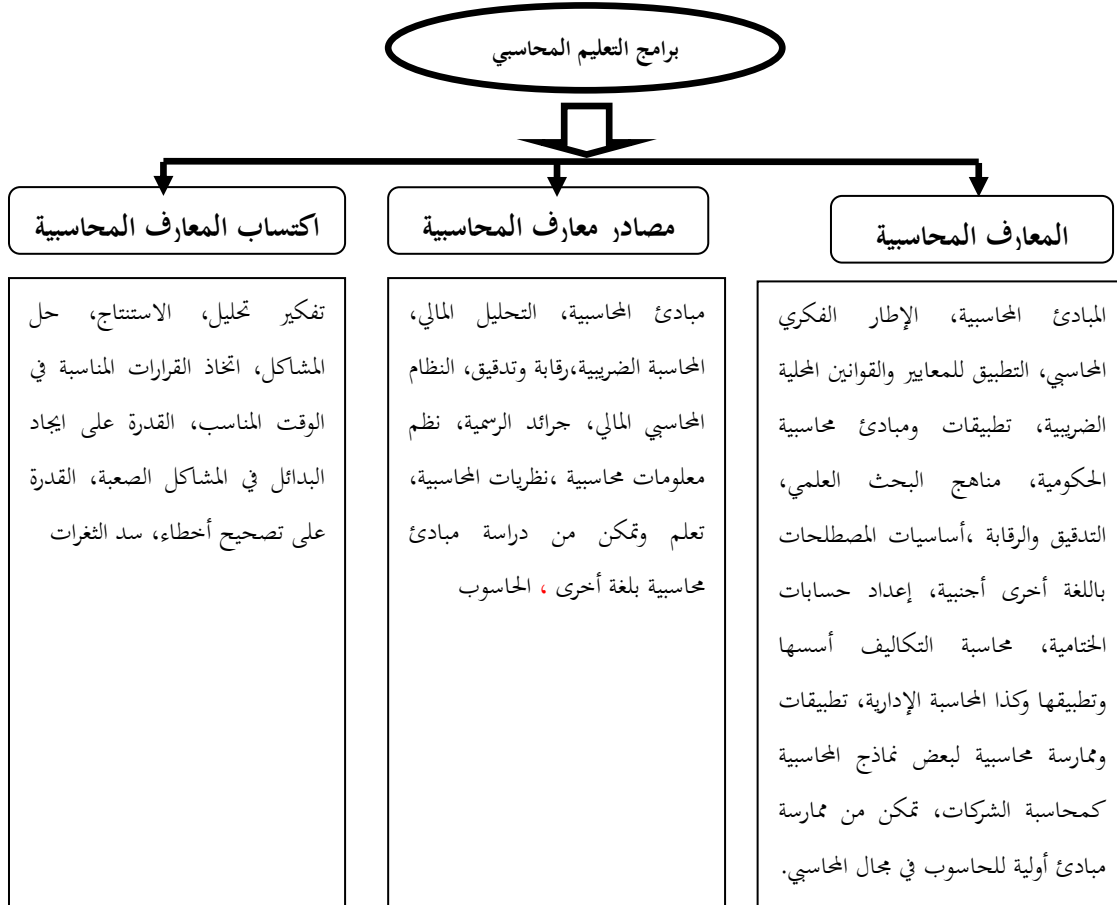 برامج التعليم المحاسبي
المعارف المحاسبية
المبادئ المحاسبية، الإطار الفكري
المحاسبي، التطبيق للمعايير والقوانين المحلية
الضريبية، تطبيقات ومبادئ محاسبية
الحكومية، مناهج البحث العلمي،
التدقيق والرقابة ،أساسيات المصطلحات
باللغة أخرى أجنبية، إعداد حسابات
الختامية، محاسبة التكاليف أسسها
وتطبيقها وكذا المحاسبة الإدارية، تطبيقات
وممارسة محاسبية لبعض نماذج المحاسبية
كمحاسبة الشركات، تمكن من ممارسة
مبادئ أولية للحاسوب في مجال المحاسبي.
مصادر معارف المحاسبية
مبادئ المحاسبية، التحليل المالي،
المحاسبة الضريبية،رقابة وتدقيق، النظام
المحاسبي المالي، جرائد الرسمية، نظم
معلومات محاسبية ،نظريات المحاسبية،
تعلم وتمكن من دراسة مبادئ
محاسبية بلغة أخرى ، الحاسوب
اكتساب المعارف المحاسبية
تفكير تحليل، الاستنتاج، حل
المشاكل، اتخاذ القرارات المناسبة في
الوقت المناسب، القدرة على ايجاد
البدائل في المشاكل الصعبة، القدرة
على تصحيح أخطاء، سد الثغرات